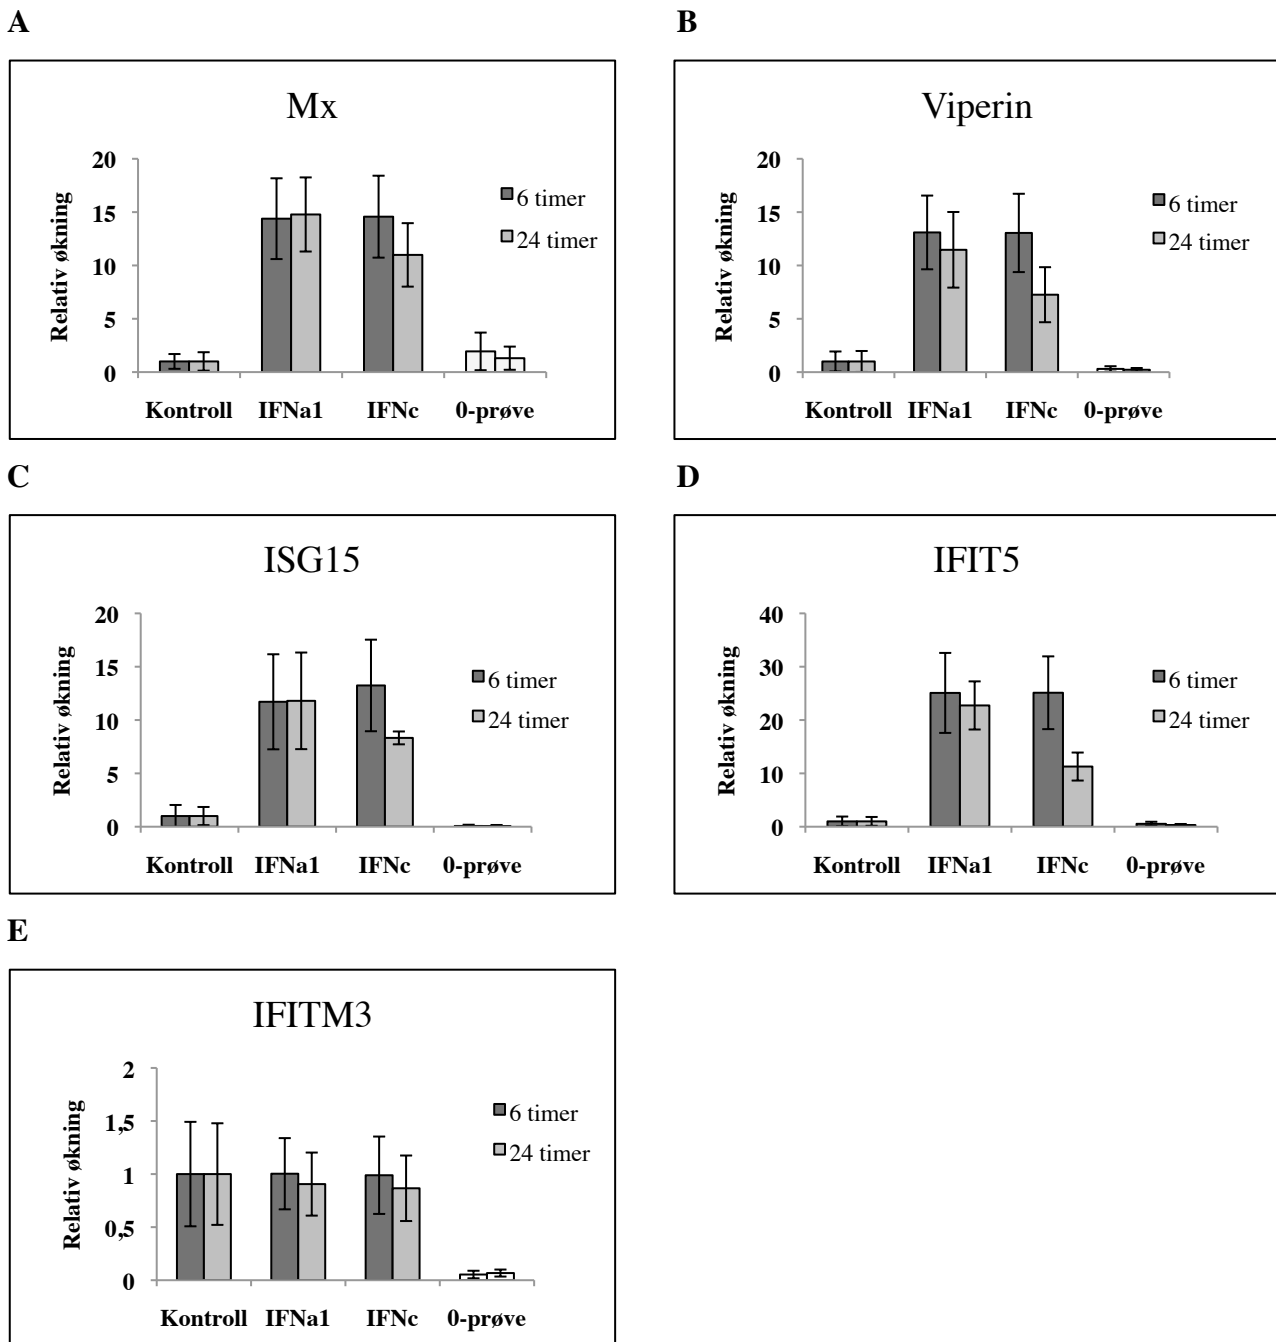 A
Mx
Relativ økning
20
15
10
5
0
6 timer
24 timer
Kontroll IFNa1 IFNc 0-prøve
B
Viperin
Relativ økning
20
15
10
5
0
6 timer
24 timer
Kontroll IFNa1 IFNc 0-prøve
C
ISG15
Relativ økning
20
15
10
5
0
6 timer
24 timer
Kontroll IFNa1 IFNc 0-prøve
D
IFIT5
Relativ økning
40
30
20
10
0
6 timer
24 timer
Kontroll IFNa1 IFNc 0-prøve
E
IFITM3
Relativ økning
2
1,5
1
0,5
0
6 timer
24 timer
Kontroll IFNa1 IFNc 0-prøve